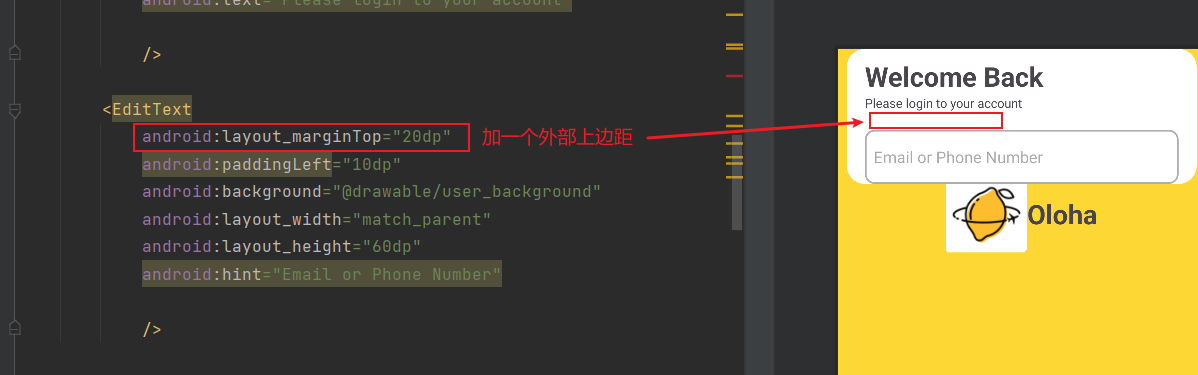 android:text="Please login to your account"
/>
<EditText
android:layout_marginTop="20dp"
加一个外部上边距
android:paddingLeft="10dp"
android:background="@drawable/user_background"
android:layout_width="match_parent"
android:layout_height="60dp"
android:hint="Email or Phone Number"
/>
Welcome Back
Please login to your account
Email or Phone Number
Oloha